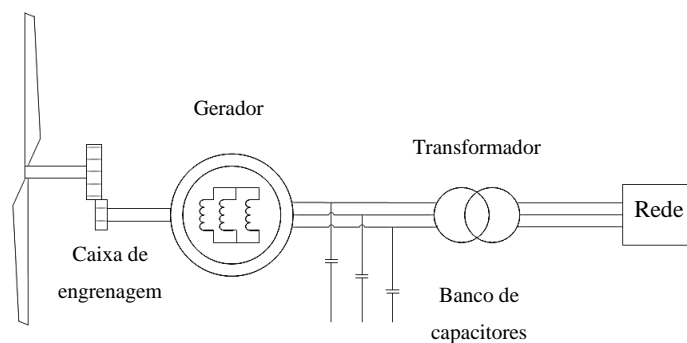 Gerador
Transformador
Rede
Caixa de
engrenagem
Banco de
capacitores